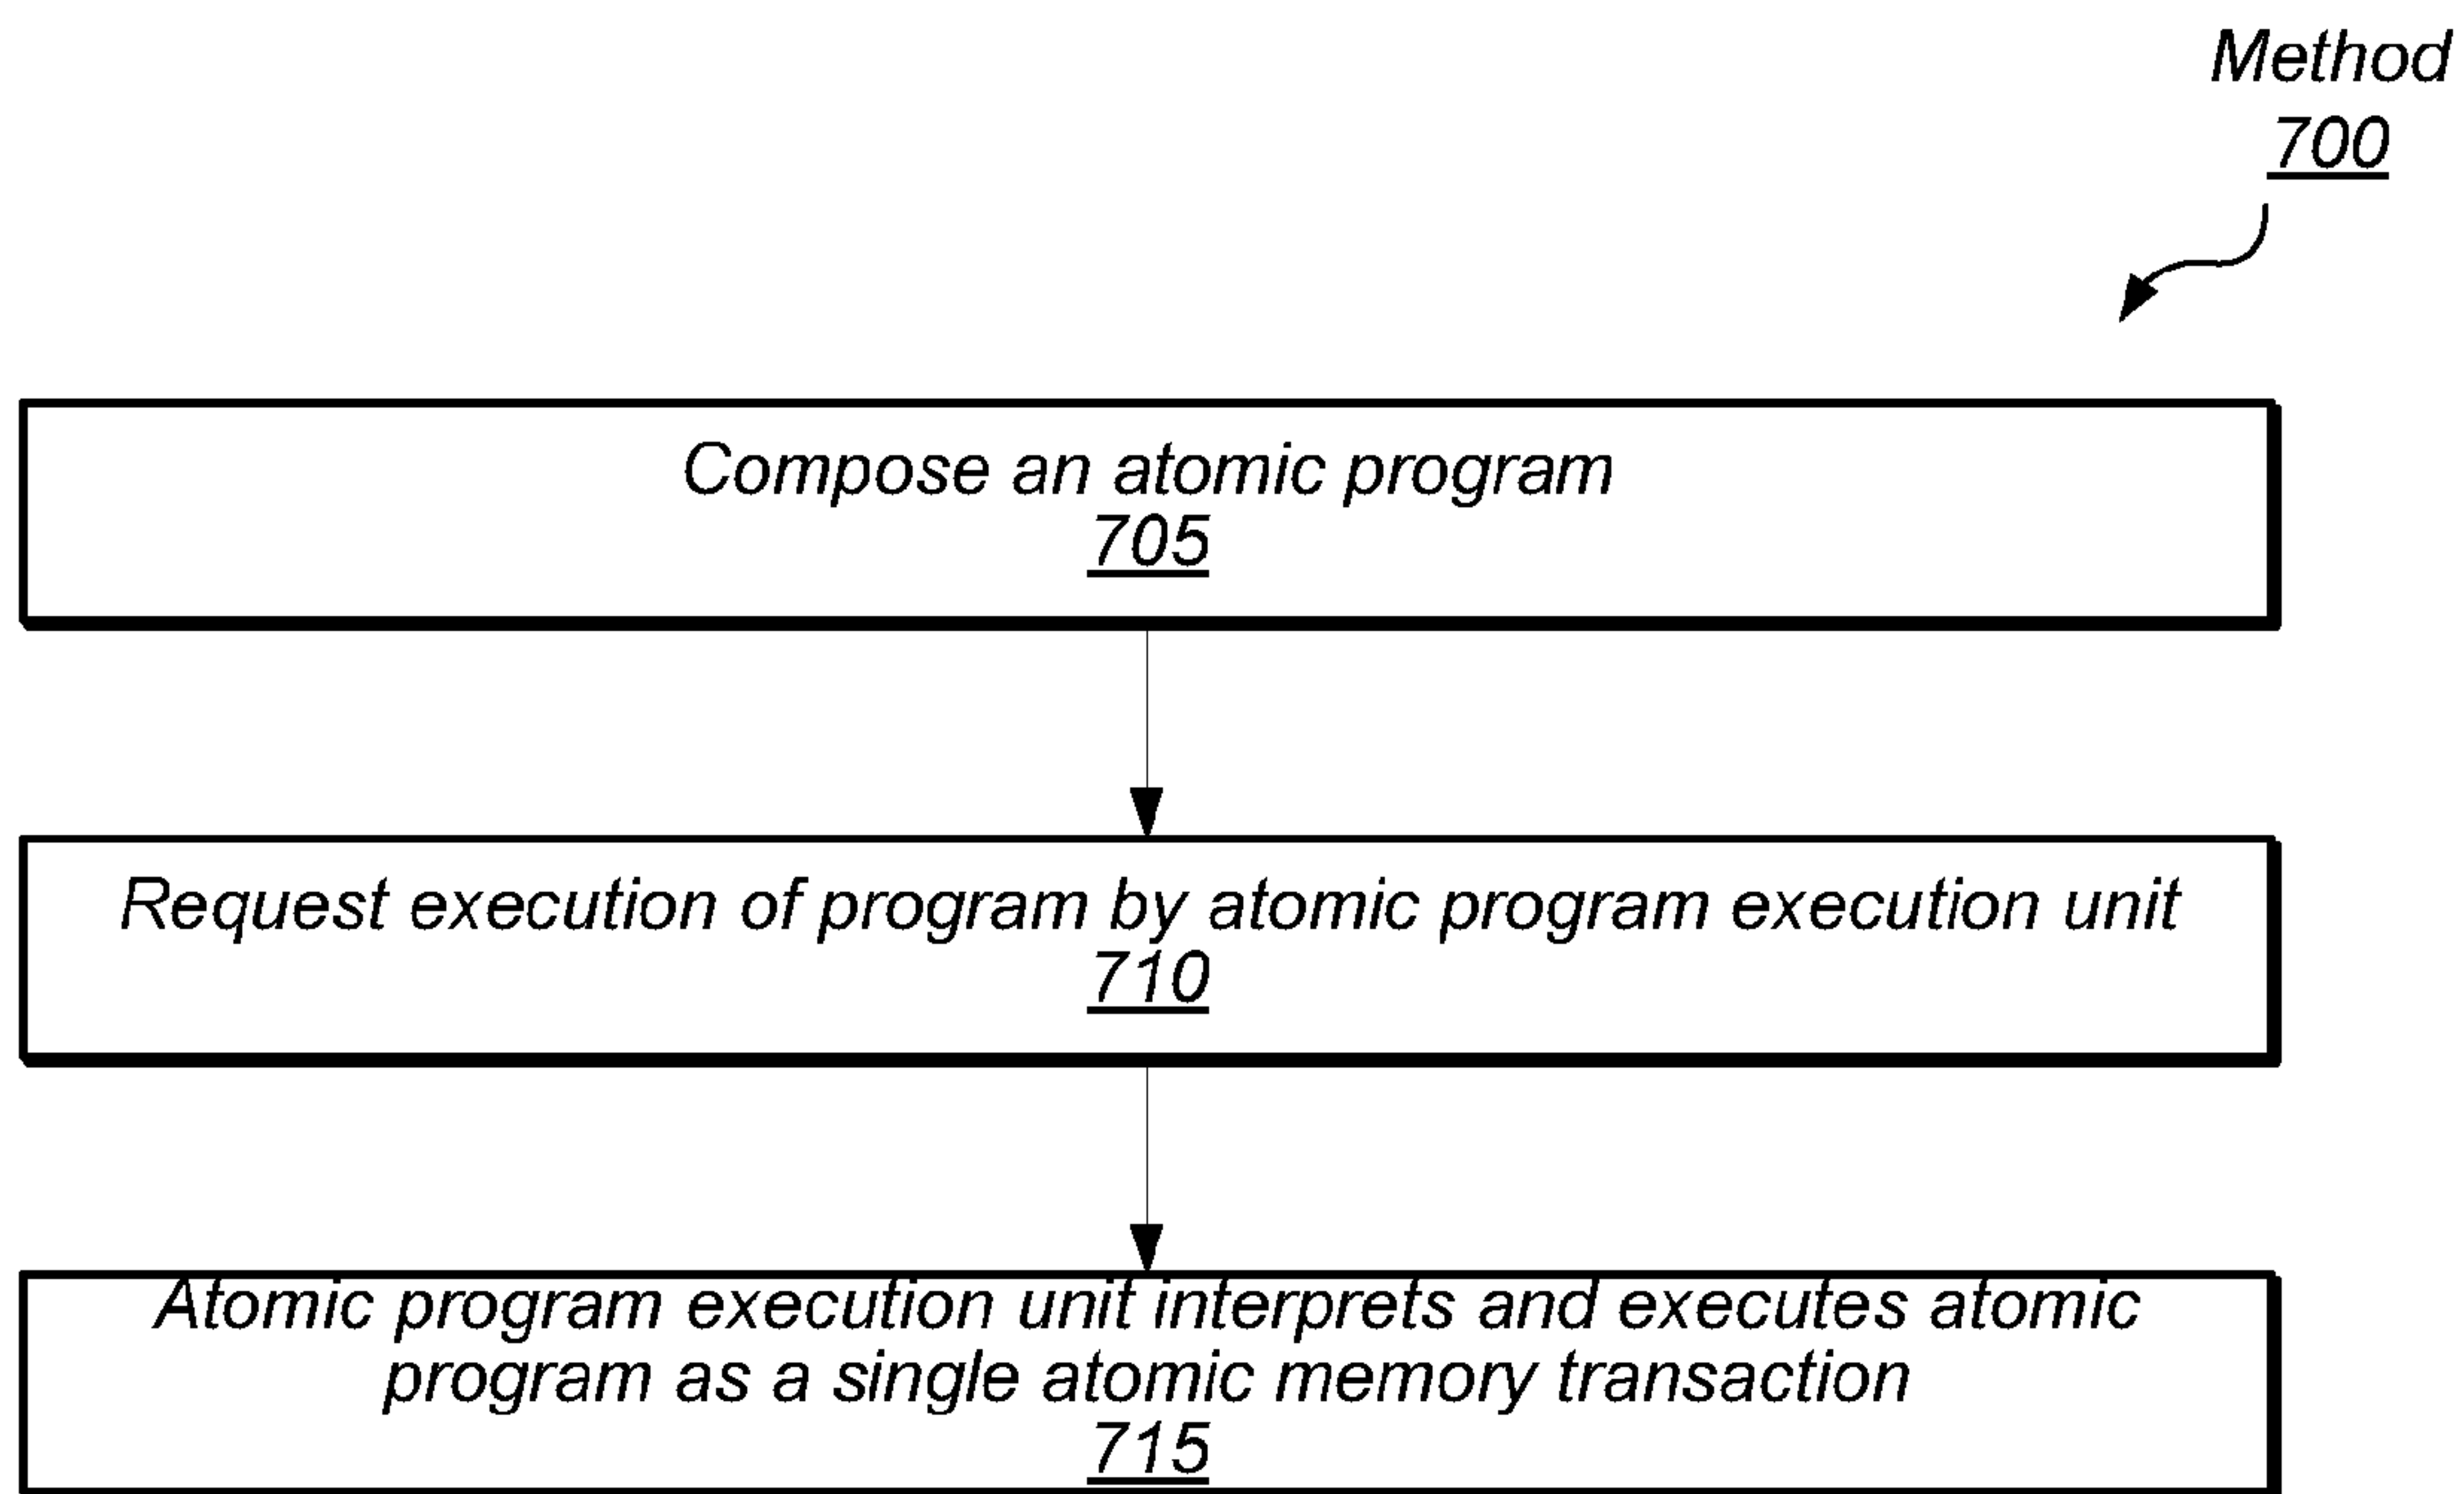 Method
700
Compose an atomic program
705
Request execution of program by atomic program execution unit
710
Atomic program execution unit interprets and executes atomic
program as a single atomic memory transaction
715